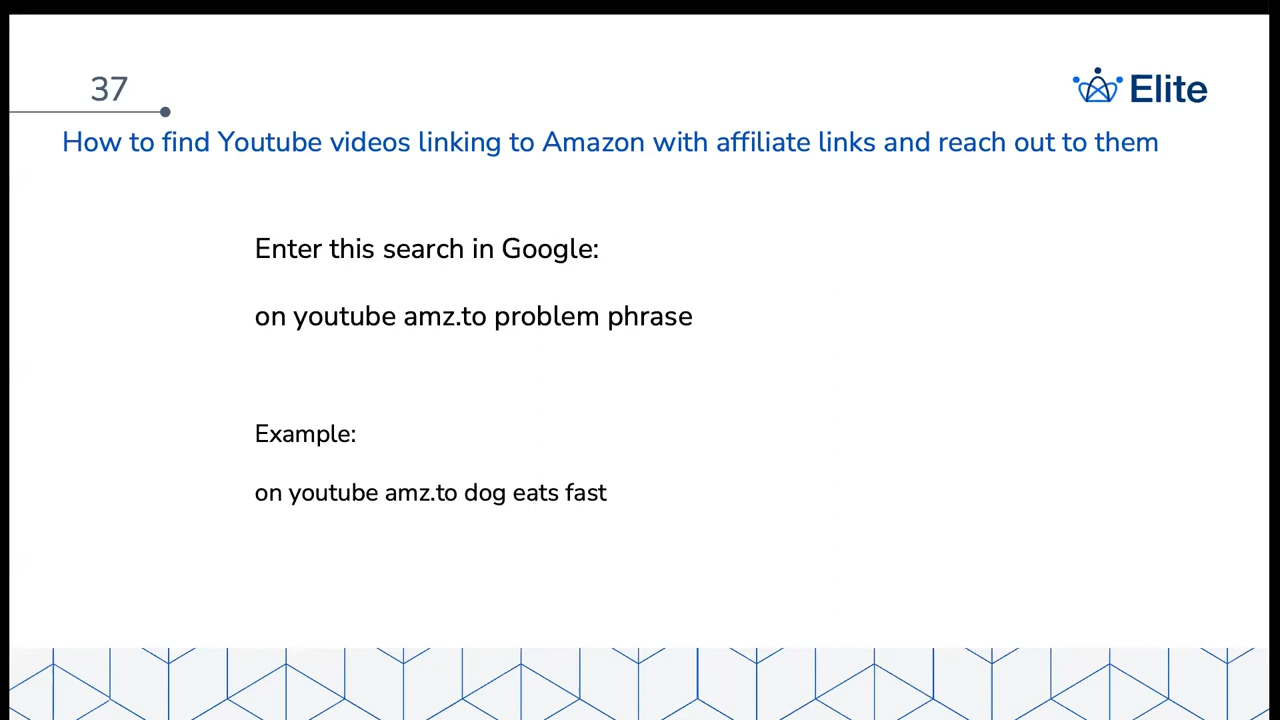 37
Elite
How to find Youtube videos linking to Amazon with affiliate links and reach out to them
Enter this search in Google:
on youtube amz.to problem phrase
Example:
on youtube amz.to dog eats fast